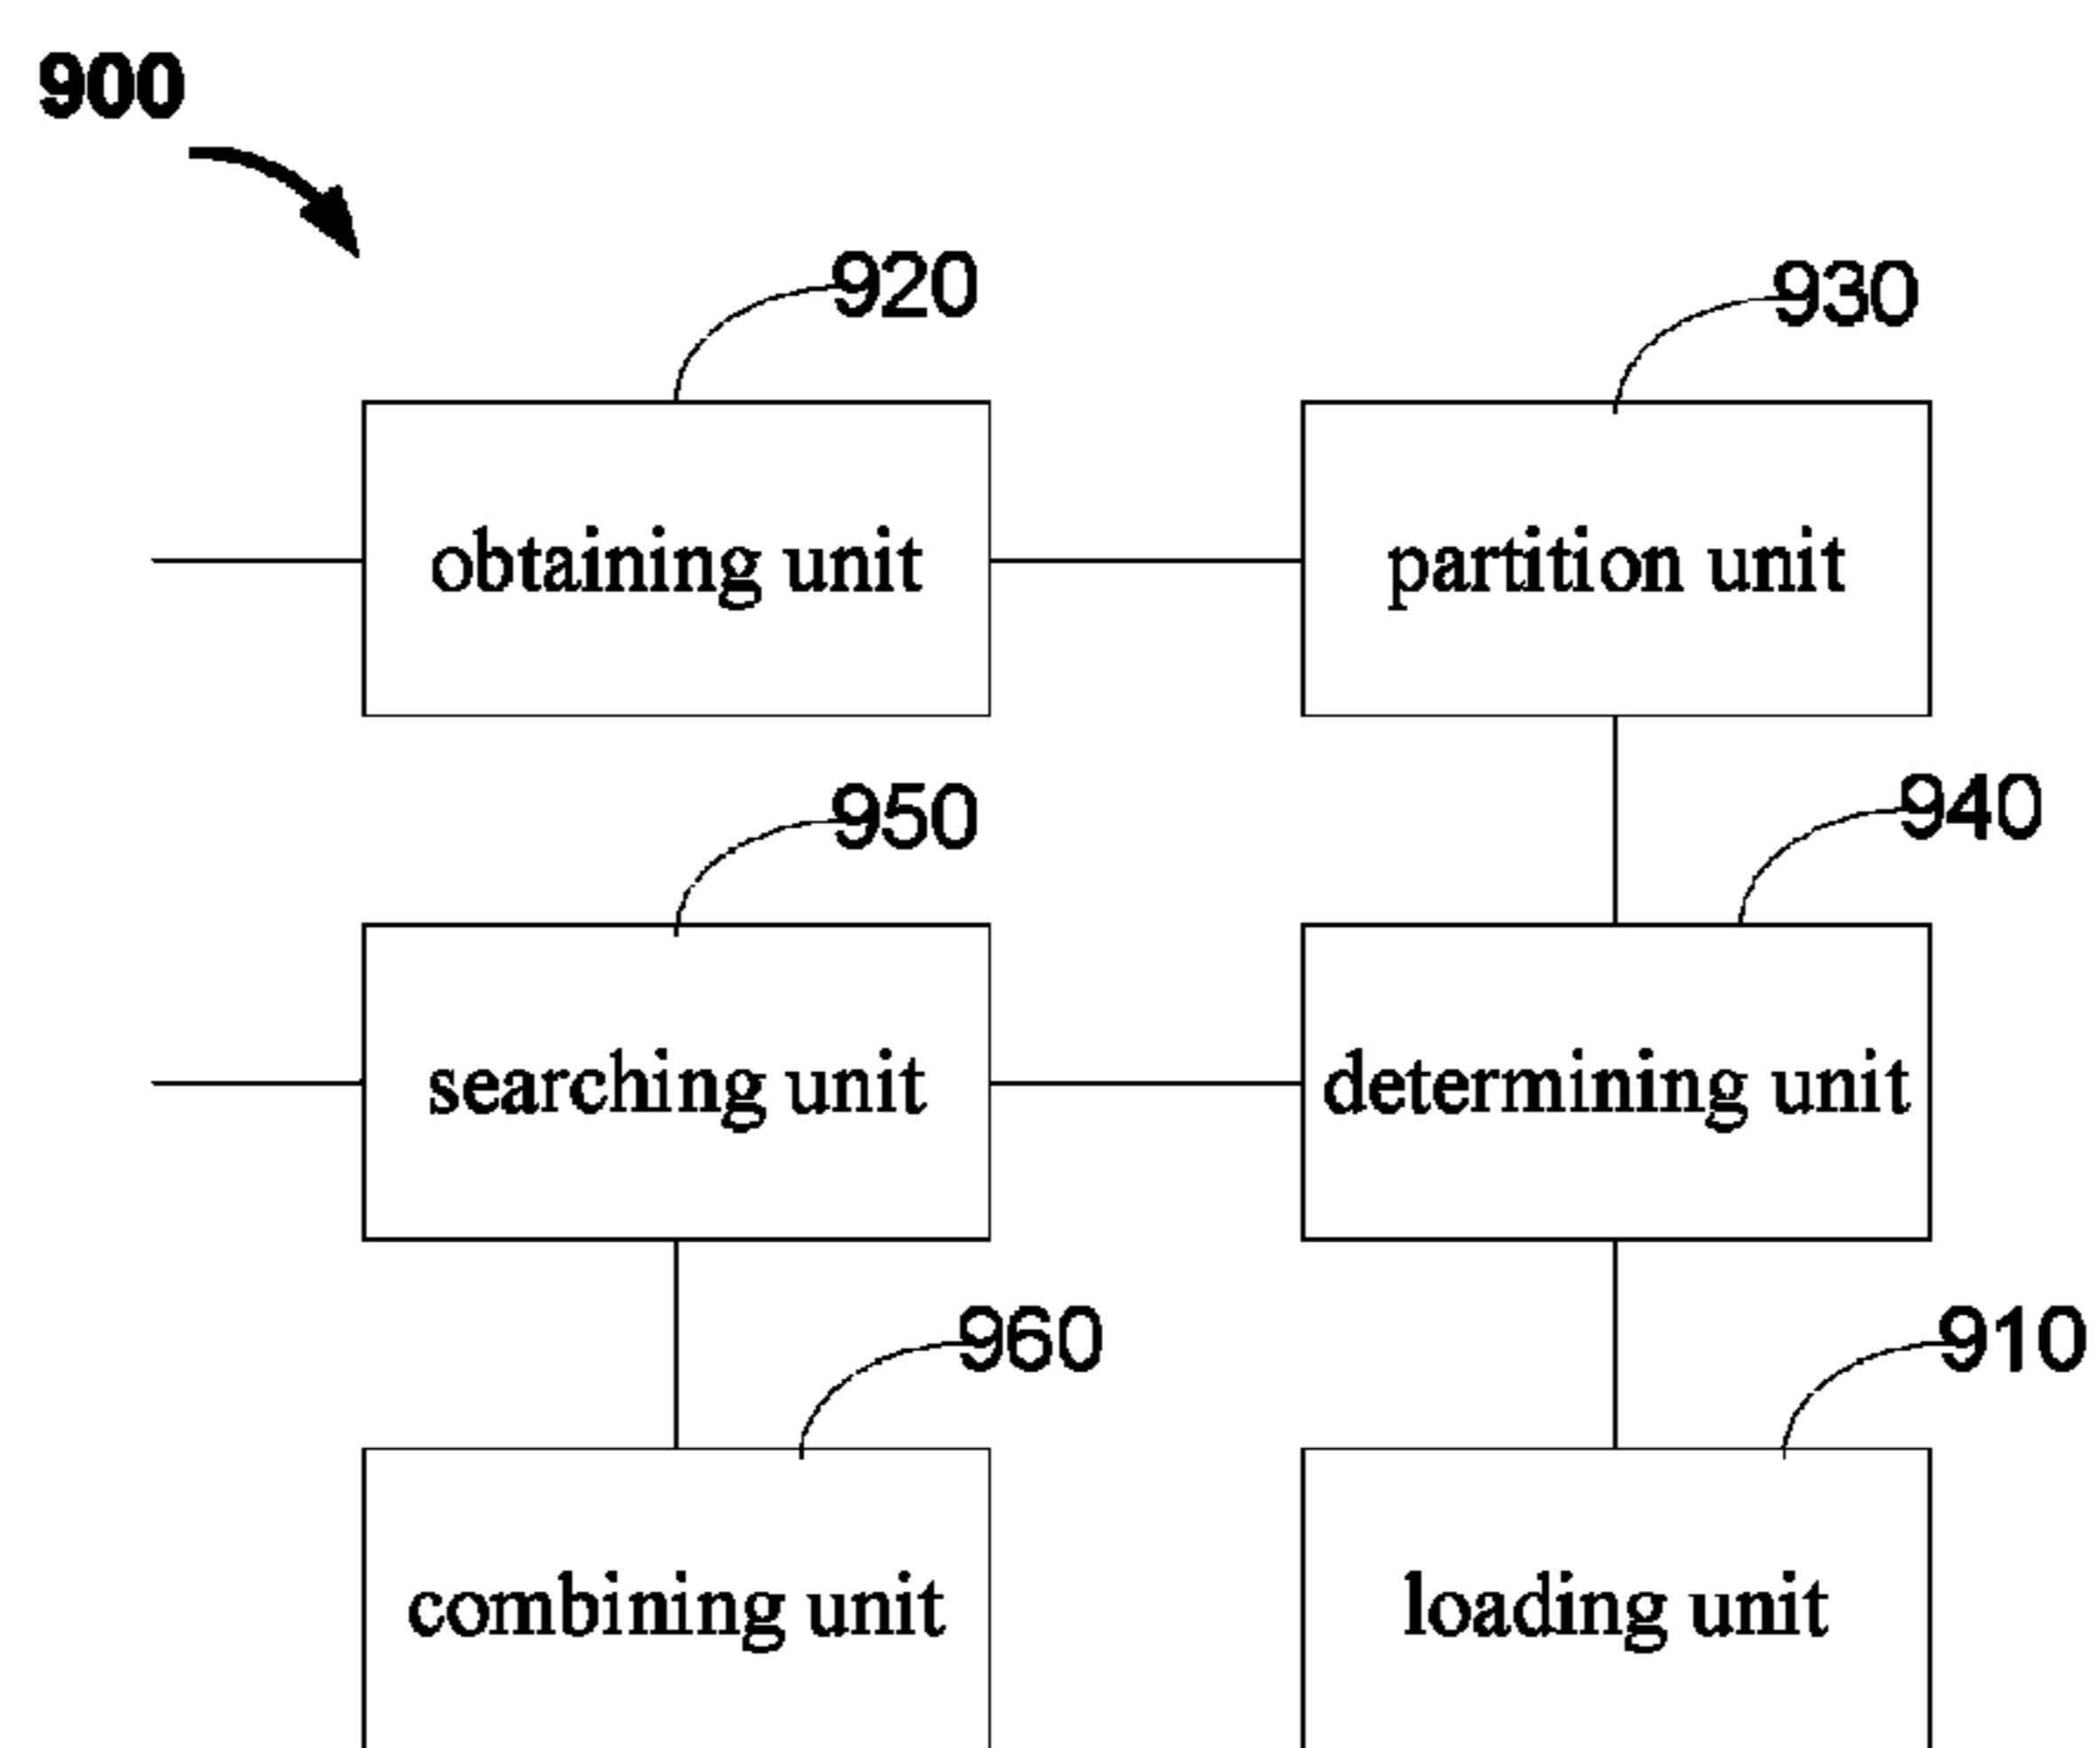 900
920
930
obtaining unit
partition unit
950
940
searching unit
determining unit
960
910
combining unit
loading unit